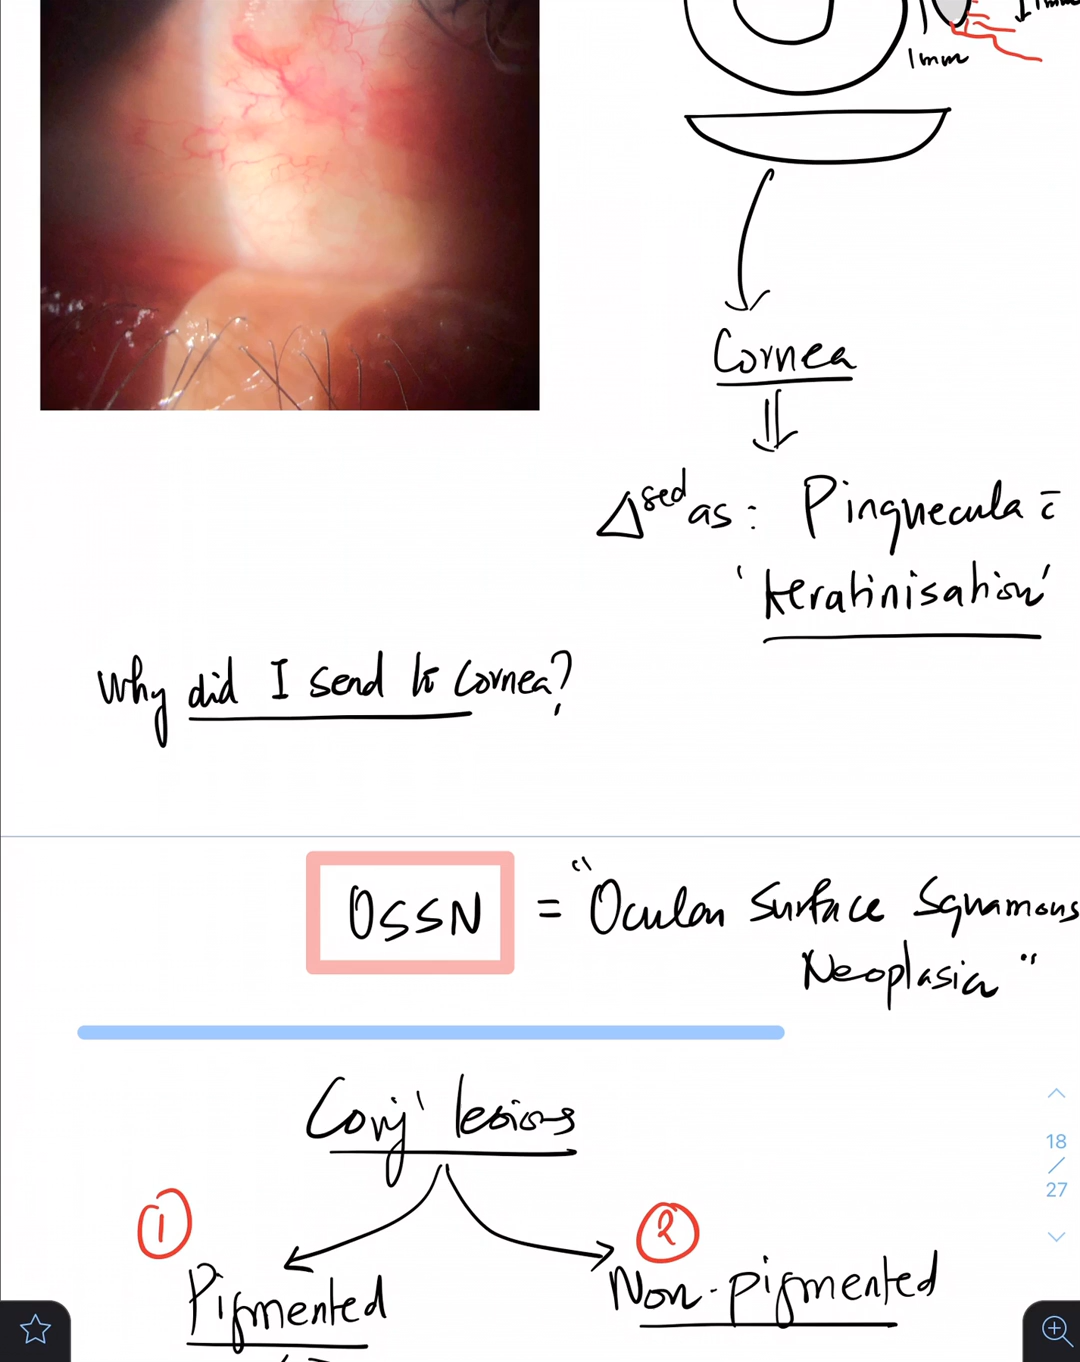 1mm
1mm
Cornea
Δsed as : Pinguecula c̄
'keratinisation'
Why did I send to Cornea?
OSSN = "Ocular Surface Squamous
Neoplasia"
Conj' lesions
18
/
27
1
2
Pigmented
Non-pigmented